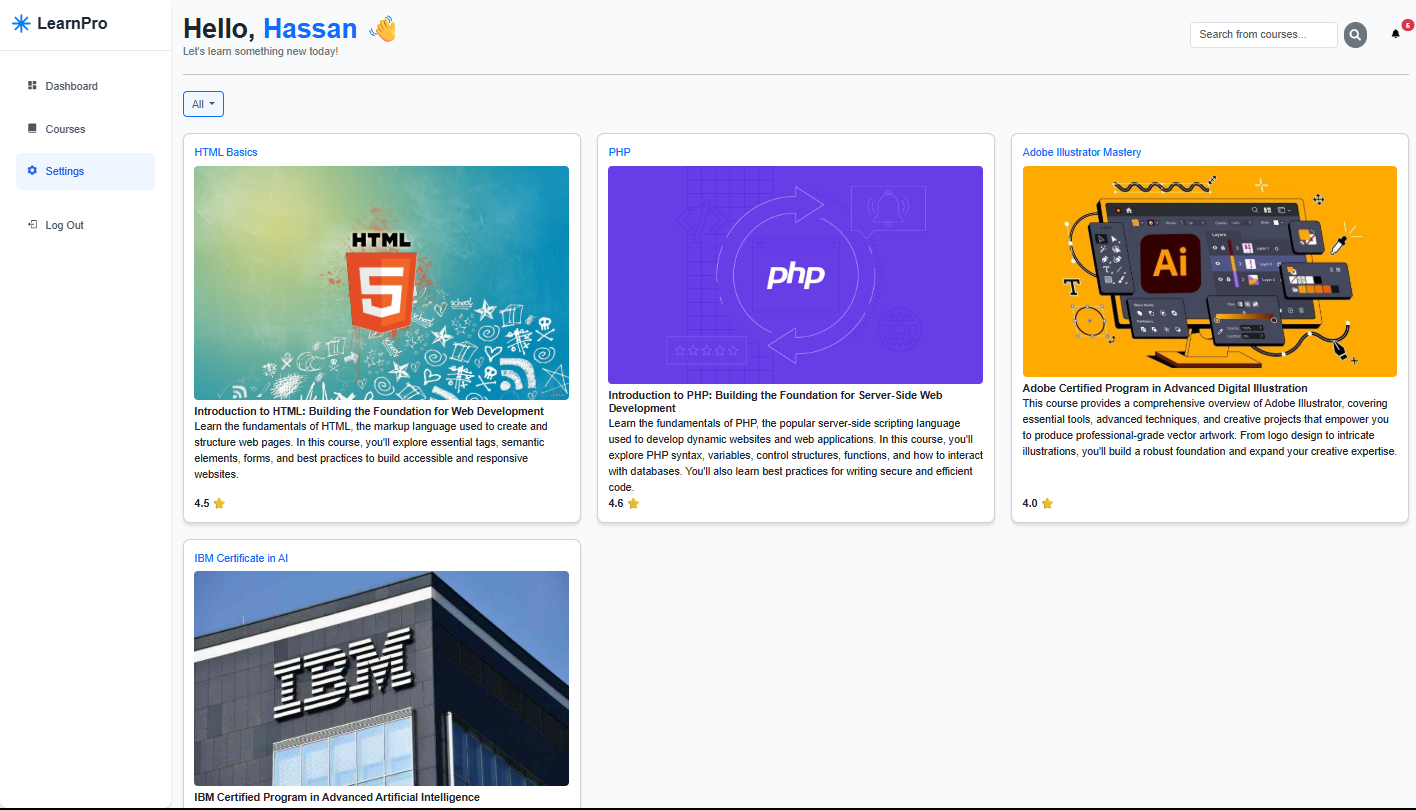 LearnPro
Dashboard
Courses
Settings
Log Out
Hello, Hassan
Let's learn something new today!
Search from courses...
6
All
HTML Basics
HTML
5
school
school
school
Introduction to HTML: Building the Foundation for Web Development
Learn the fundamentals of HTML, the markup language used to create and
structure web pages. In this course, you'll explore essential tags, semantic
elements, forms, and best practices to build accessible and responsive
websites.
4.5
PHP
php
Introduction to PHP: Building the Foundation for Server-Side Web
Development
Learn the fundamentals of PHP, the popular server-side scripting language
used to develop dynamic websites and web applications. In this course, you'll
explore PHP syntax, variables, control structures, functions, and how to interact
with databases. You'll also learn best practices for writing secure and efficient
code.
4.6
Adobe Illustrator Mastery
Layers
Layer 1
Layer 2
Layer 3
Ai
T
T
Adobe Certified Program in Advanced Digital Illustration
This course provides a comprehensive overview of Adobe Illustrator, covering
essential tools, advanced techniques, and creative projects that empower you
to produce professional-grade vector artwork. From logo design to intricate
illustrations, you'll build a robust foundation and expand your creative expertise.
4.0
IBM Certificate in AI
IBM
IBM Certified Program in Advanced Artificial Intelligence